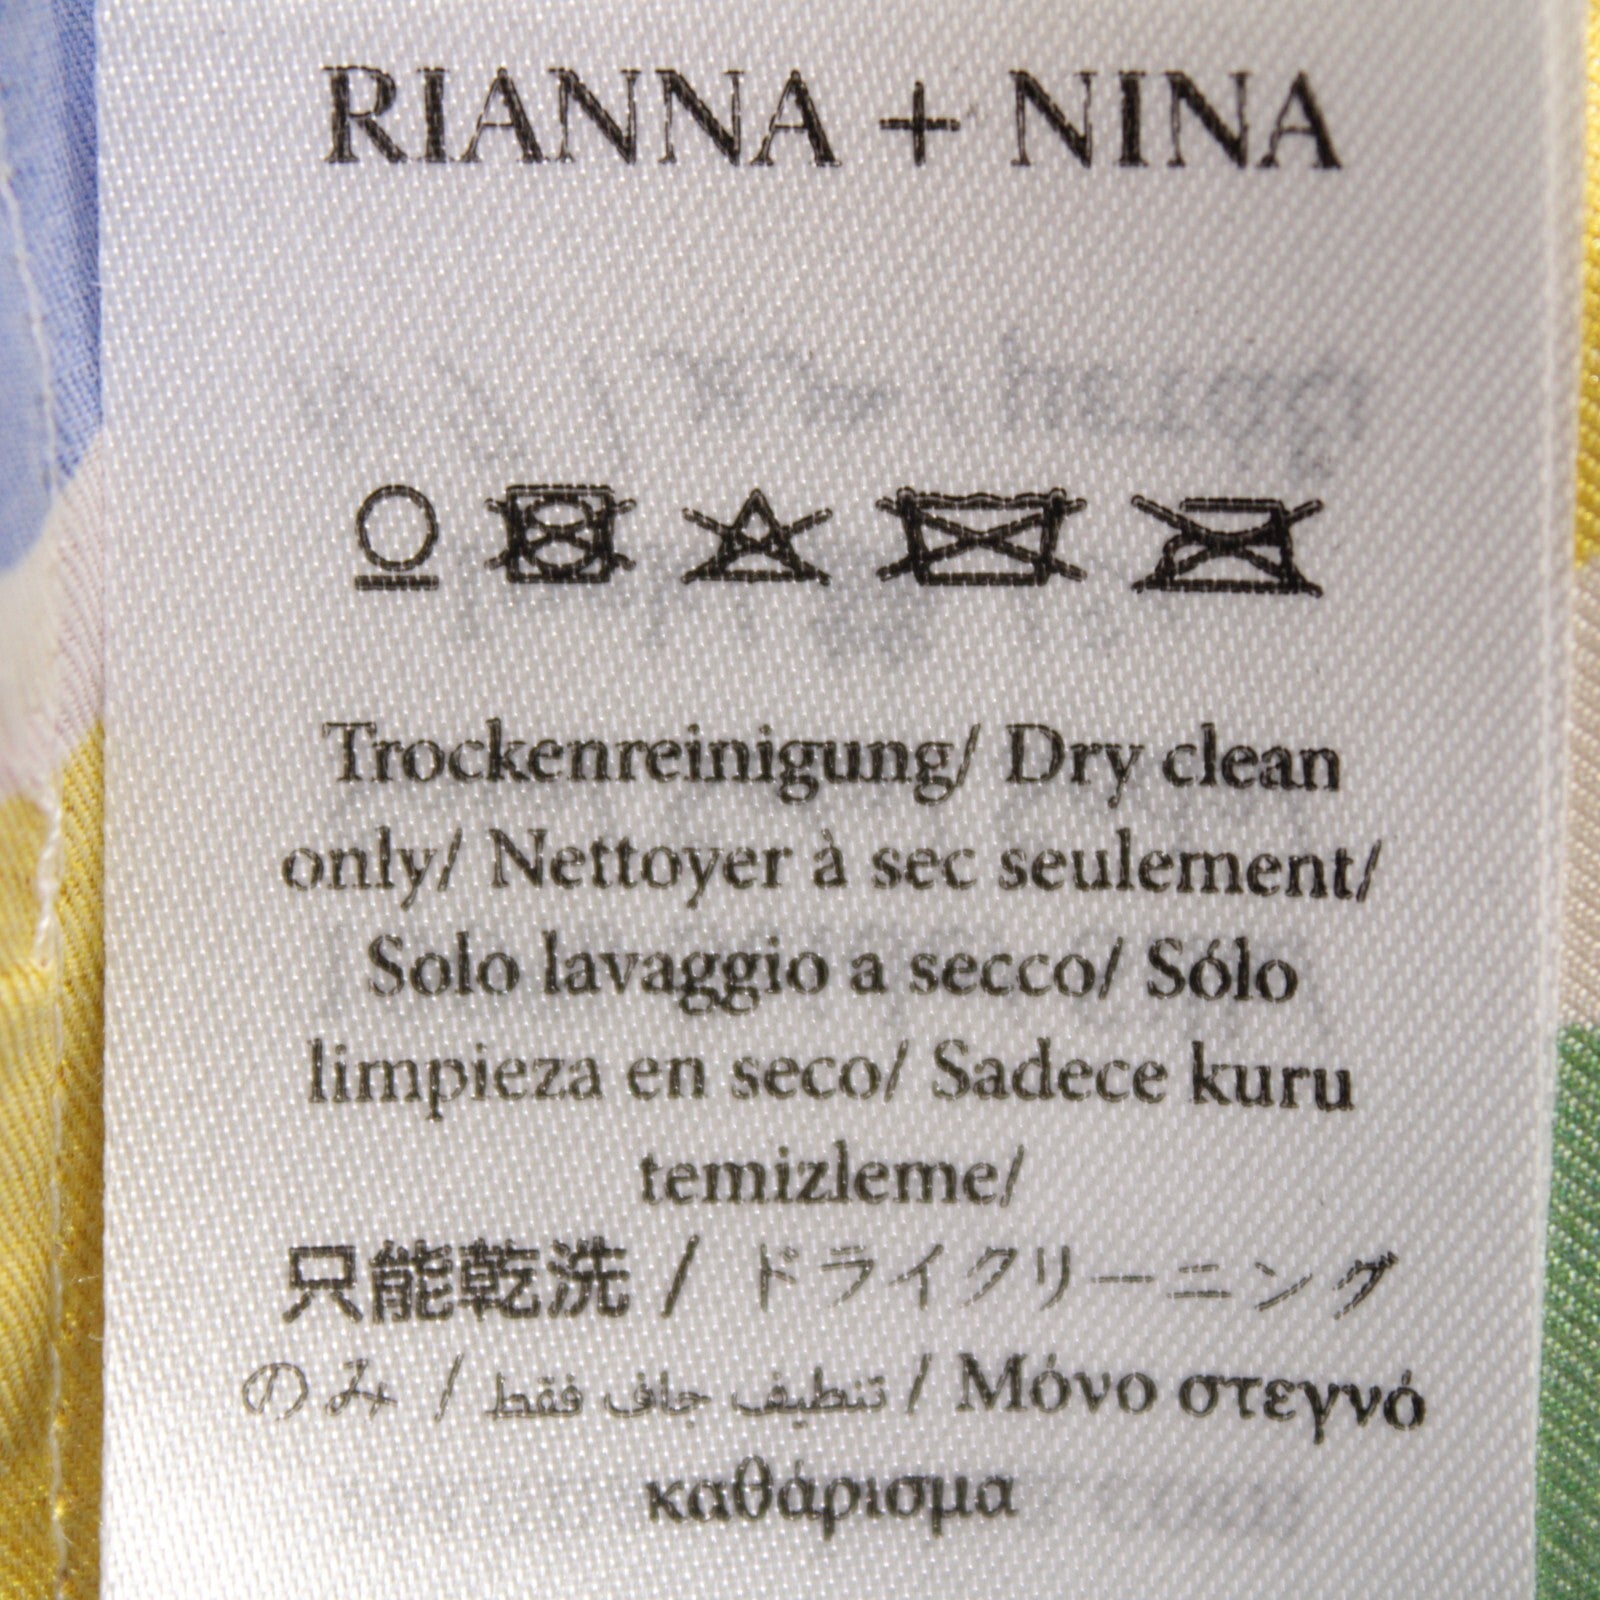 RIANNA + NINA
Trockenreinigung/ Dry clean
only/ Nettoyer à sec seulement/
Solo lavaggio a secco/ Sólo
limpieza en seco/ Sadece kuru
temizleme/
只能乾洗 / ドライクリーニング
のみ / تنطيف جاف فقط / Μόνο στεγνό
καθάρισμα